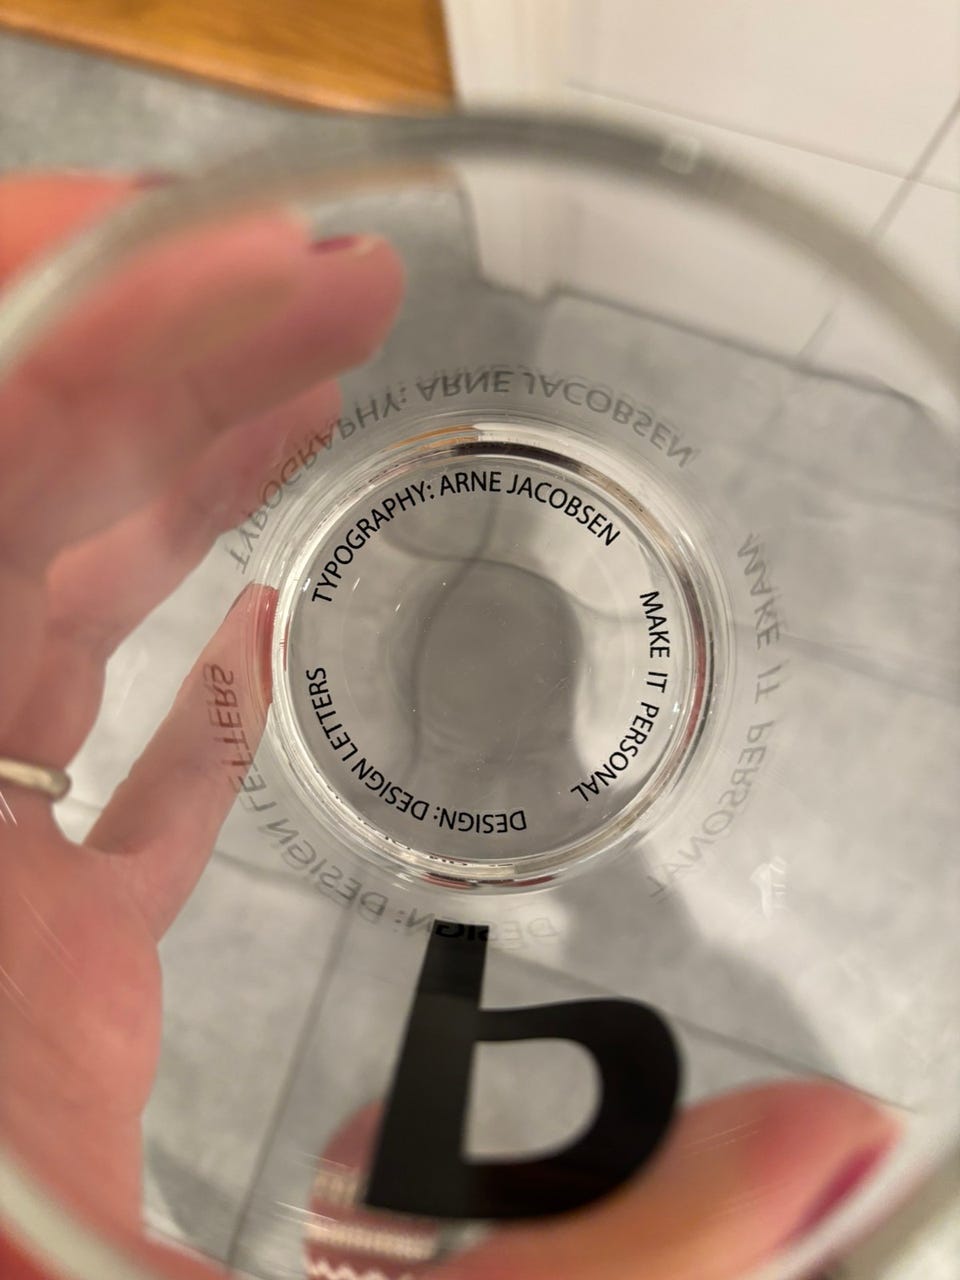 TYPOGRAPHY: ARNE JACOBSEN
MAKE IT PERSONAL
DESIGN: DESIGN LETTERS
P